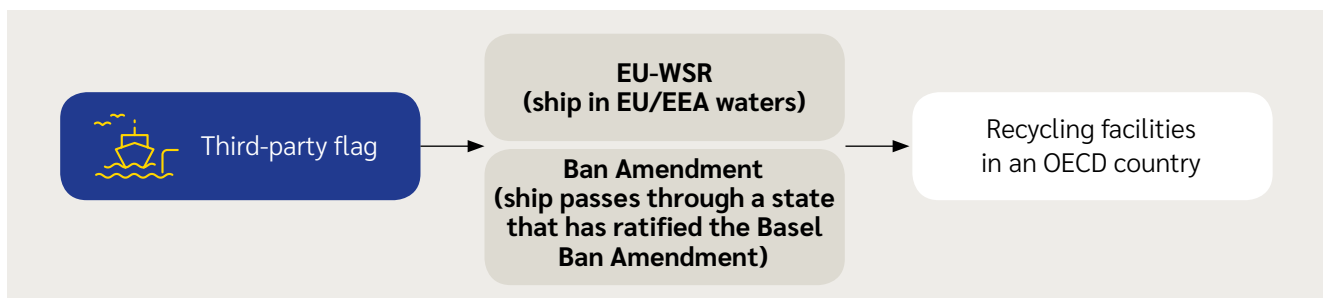 Third-party flag
EU-WSR
(ship in EU/EEA waters)
Ban Amendment
(ship passes through a state
that has ratified the Basel
Ban Amendment)
Recycling facilities
in an OECD country